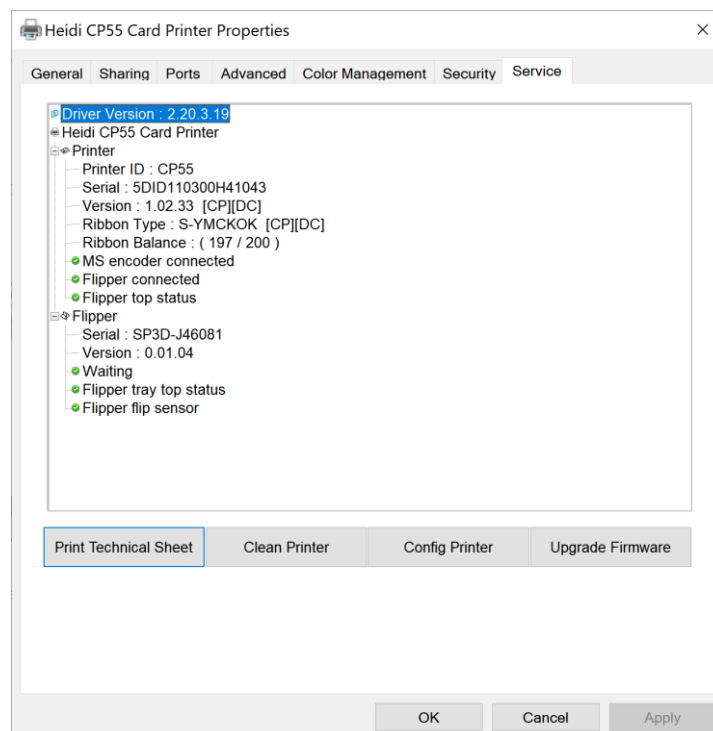 Heidi CP55 Card Printer Properties
General Sharing Ports Advanced Color Management Security Service
Driver Version : 2.20.3.19
Heidi CP55 Card Printer
Printer
Printer ID : CP55
Serial : 5DID110300H41043
Version : 1.02.33 [CP][DC]
Ribbon Type : S-YMCKOK [CP][DC]
Ribbon Balance : ( 197 / 200 )
MS encoder connected
Flipper connected
Flipper top status
Flipper
Serial : SP3D-J46081
Version : 0.01.04
Waiting
Flipper tray top status
Flipper flip sensor
Print Technical Sheet Clean Printer Config Printer Upgrade Firmware
OK Cancel Apply